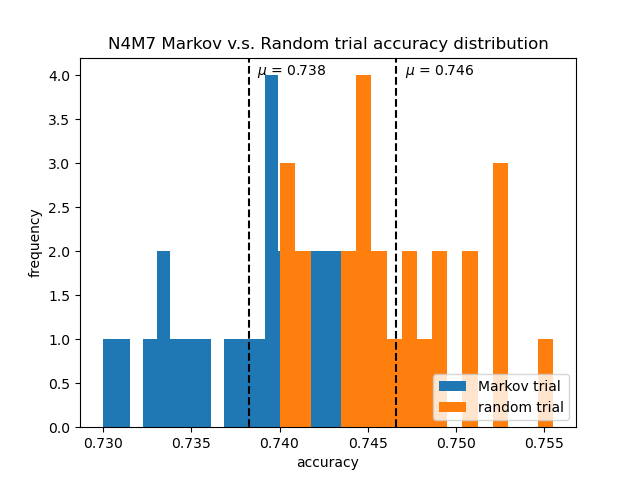 N4M7 Markov v.s. Random trial accuracy distribution
μ = 0.738
μ = 0.746
4.0
3.5
3.0
2.5
2.0
1.5
1.0
0.5
0.0
frequency
Markov trial
random trial
0.730
0.735
0.740
0.745
0.750
0.755
accuracy